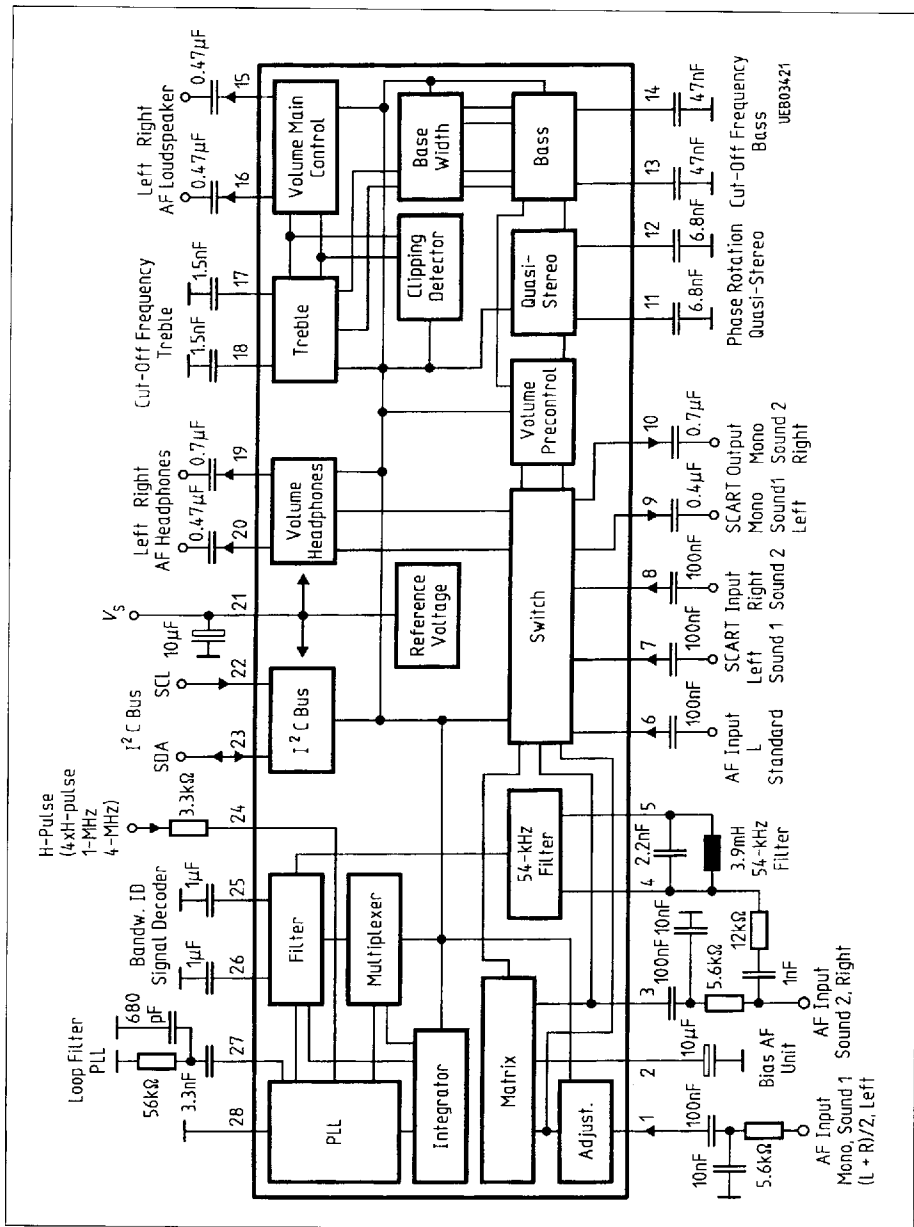 Loop Filter
PLL
56kΩ
680
pF
3.3nF
28
27
Bandw. ID
Signal Decoder
1µF
1µF
26
25
H-Pulse
(4xH-pulse
1-MHz
4-MHz)
3.3kΩ
24
I²C Bus
SDA
SCL
23
22
Vs
10µF
21
Left Right
AF Headphones
0.47µF
0.7µF
20
19
Cut-Off Frequency
Treble
1.5nF
1.5nF
18
17
Left Right
AF Loudspeaker
0.47µF
0.47µF
16
15
PLL
Filter
Multiplexer
Integrator
I²C Bus
Reference
Voltage
Volume
Headphones
Treble
Clipping
Detector
Volume Main
Control
Base
Width
Matrix
Adjust.
54-kHz
Filter
Switch
Volume
Precontrol
Quasi-
Stereo
Bass
1
100nF
10nF
5.6kΩ
AF Input
Mono, Sound 1
(L + R)/2, Left
2
10µF
Bias AF
Unit
3
100nF
10nF
5.6kΩ
12kΩ
1nF
AF Input
Sound 2, Right
4
5
2.2nF
3.9mH
54-kHz
Filter
6
100nF
AF Input
L
Standard
7
100nF
8
100nF
SCART Input
Left Right
Sound 1 Sound 2
9
0.4µF
10
0.7µF
SCART Output
Mono Mono
Sound1 Sound 2
Left Right
11
6.8nF
12
6.8nF
Phase Rotation
Quasi-Stereo
13
47nF
14
47nF
Cut-Off Frequency
Bass
UEB03421